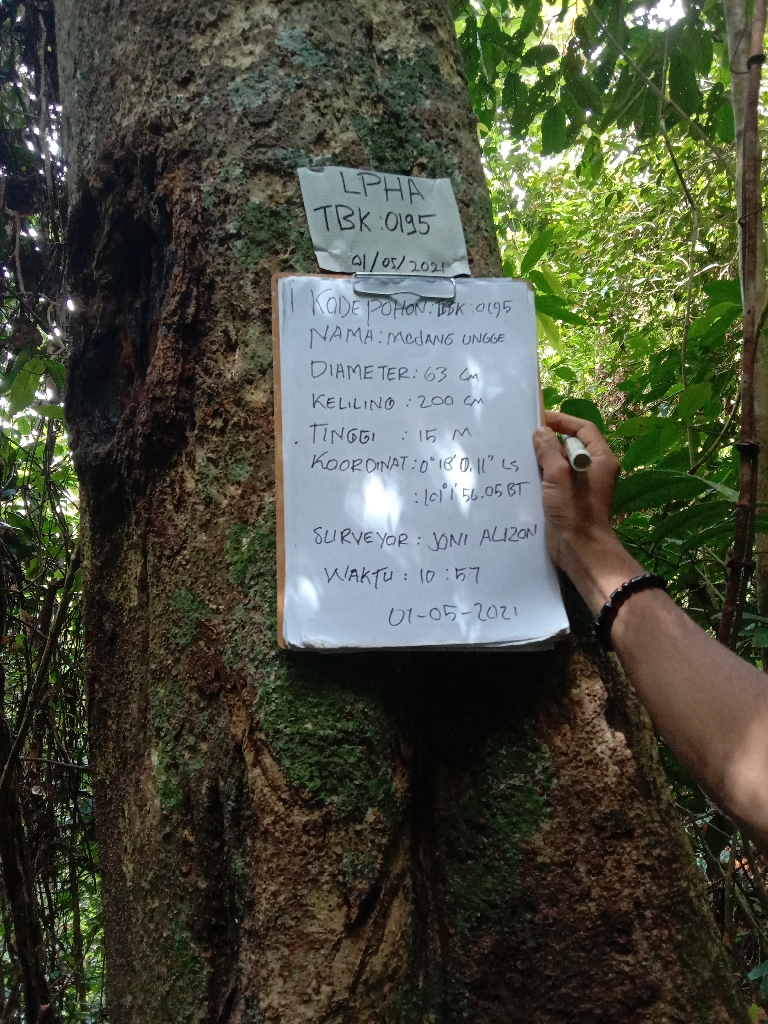 LPHA
TBK:0195
01/05/2021
1 KODE POHON: TBK:0195
NAMA: MEDANG UNGGE
DIAMETER: 63 cm
KELILING : 200 cm
TINGGI : 15 M
KOORDINAT: 0° 18' 0,11" LS
: 101° 1' 56.05 BT
SURVEYOR : JONI ALIZON
WAKTU : 10 : 57
01-05-2021